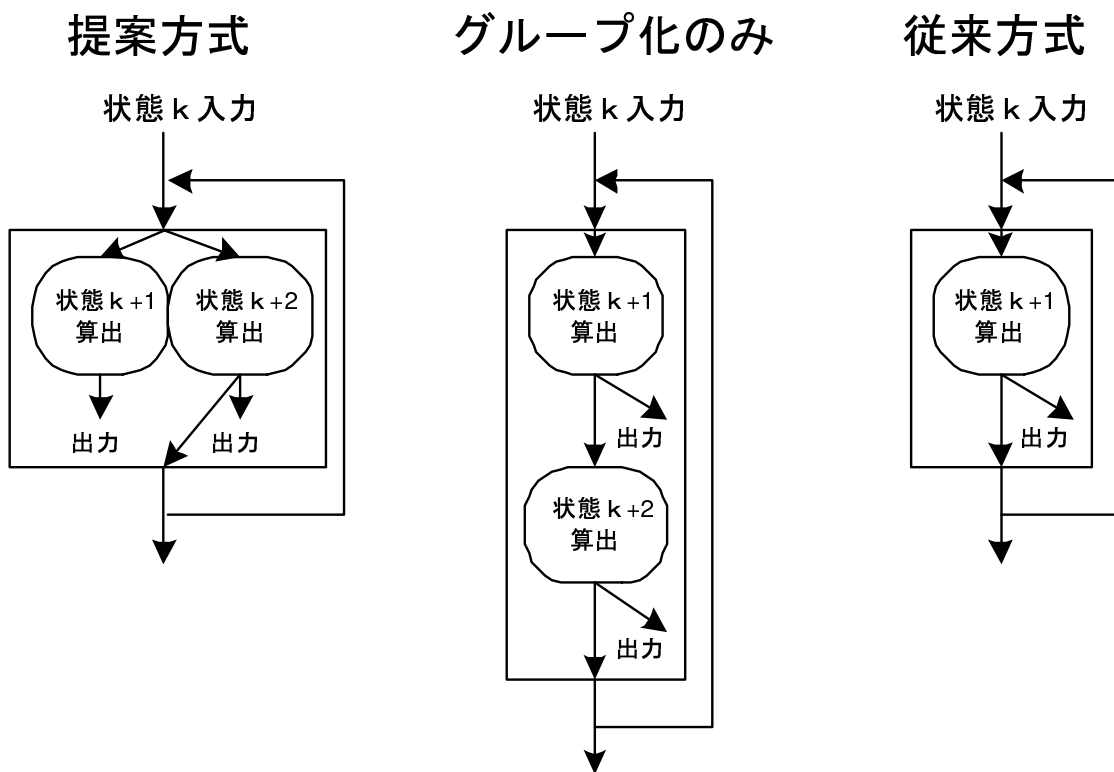 提案方式
状態k入力
状態k+1
算出
状態k+2
算出
出力
出力
グループ化のみ
状態k入力
状態k+1
算出
出力
状態k+2
算出
出力
従来方式
状態k入力
状態k+1
算出
出力